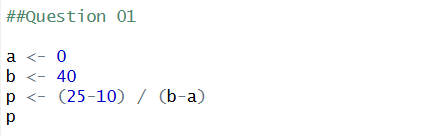 ##Question 01
a <- 0
b <- 40
p <- (25-10) / (b-a)
p